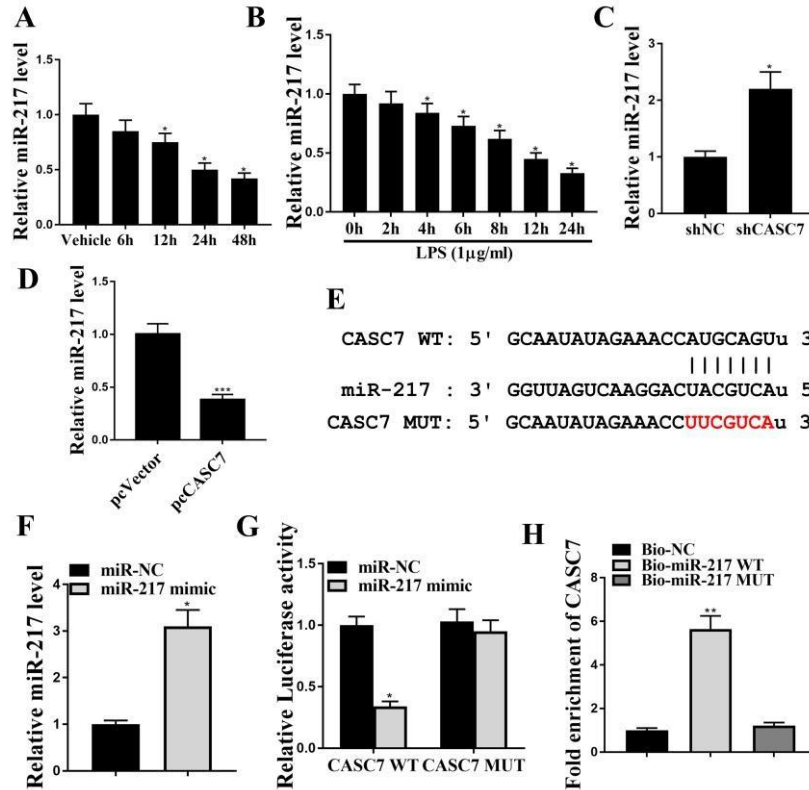 A
Relative miR-217 level
1.5
1.0
0.5
0.0
*
*
*
Vehicle 6h 12h 24h 48h
B
Relative miR-217 level
1.5
1.0
0.5
0.0
*
*
*
*
*
0h 2h 4h 6h 8h 12h 24h
LPS (1μg/ml)
C
Relative miR-217 level
3
2
1
0
*
shNC shCASC7
D
Relative miR-217 level
1.5
1.0
0.5
0.0
***
pcVector pcCASC7
E
CASC7 WT: 5' GCAAUAUAGAAACCAUGCAGUu 3
miR-217 : 3' GGUUAGUCAAGGACUACGUCAu 5
CASC7 MUT: 5' GCAAUAUAGAAACCUUCGUCAu 3
F
miR-NC
miR-217 mimic
Relative miR-217 level
4
3
2
1
0
*
G
miR-NC
miR-217 mimic
Relative Luciferase activity
1.5
1.0
0.5
0.0
*
CASC7 WT CASC7 MUT
H
Bio-NC
Bio-miR-217 WT
Bio-miR-217 MUT
Fold enrichment of CASC7
8
6
4
2
0
**